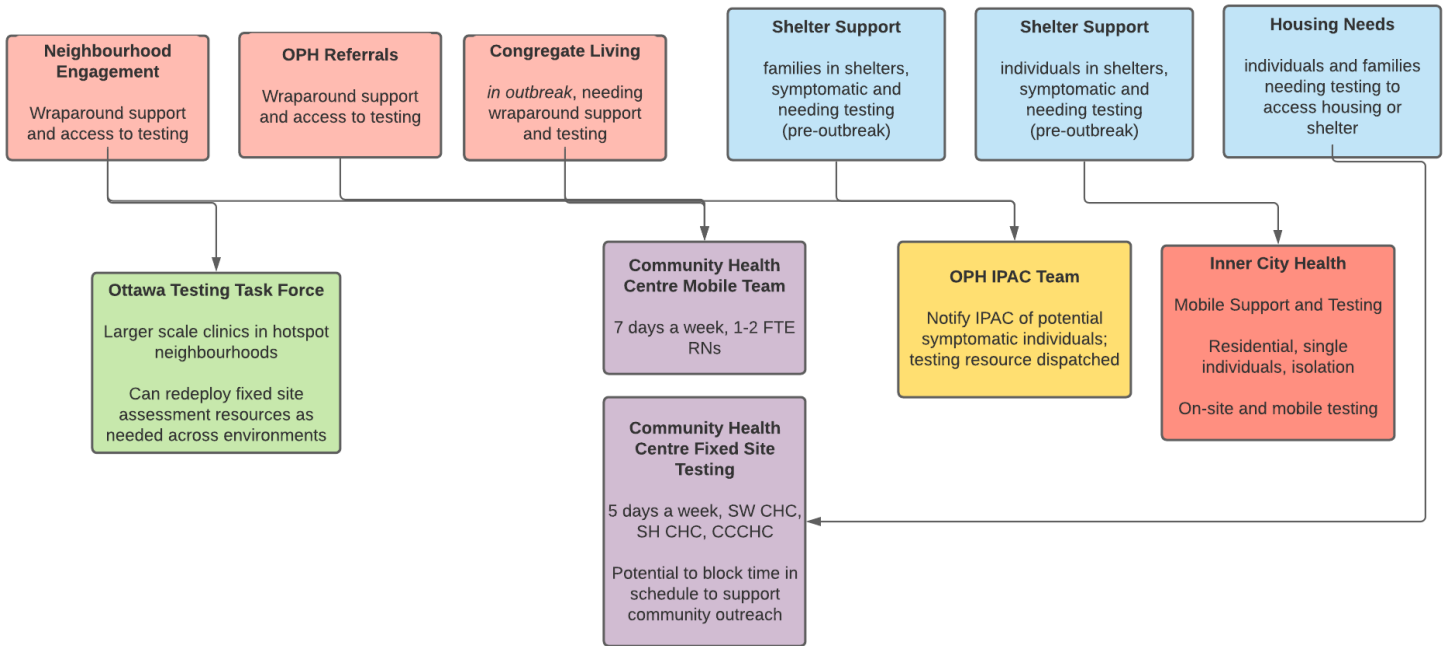 Neighbourhood
Engagement
Wraparound support
and access to testing
OPH Referrals
Wraparound support
and access to testing
Congregate Living
in outbreak, needing
wraparound support
and testing
Shelter Support
families in shelters,
symptomatic and
needing testing
(pre-outbreak)
Shelter Support
individuals in shelters,
symptomatic and
needing testing
(pre-outbreak)
Housing Needs
individuals and families
needing testing to
access housing or
shelter
Ottawa Testing Task Force
Larger scale clinics in hotspot
neighbourhoods
Can redeploy fixed site
assessment resources as
needed across environments
Community Health
Centre Mobile Team
7 days a week, 1-2 FTE
RNs
OPH IPAC Team
Notify IPAC of potential
symptomatic individuals;
testing resource dispatched
Inner City Health
Mobile Support and Testing
Residential, single
individuals, isolation
On-site and mobile testing
Community Health
Centre Fixed Site
Testing
5 days a week, SW CHC,
SH CHC, CCCHC
Potential to block time in
schedule to support
community outreach